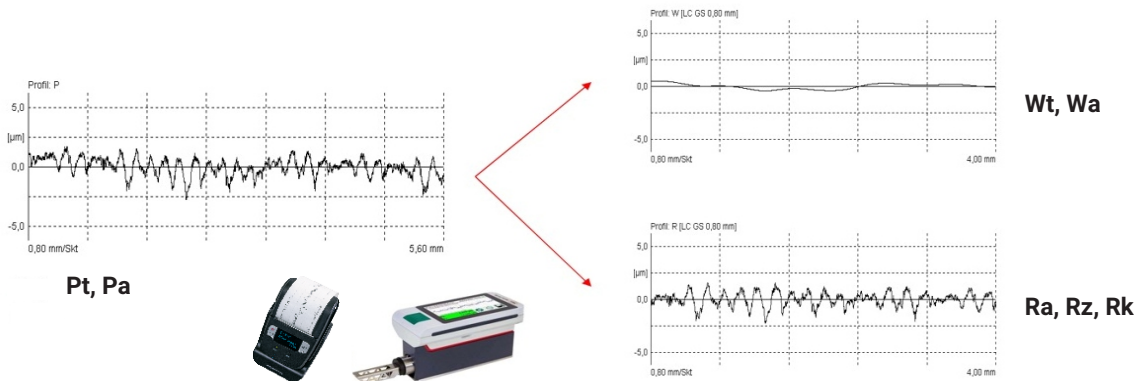 Profil: P
5,0
[µm]
0,0
-5,0
0,80 mm/Skt
5,60 mm
Pt, Pa
Profil: W [LC GS 0,80 mm]
5,0
[µm]
0,0
-5,0
0,80 mm/Skt
4,00 mm
Wt, Wa
Profil: R [LC GS 0,80 mm]
5,0
[µm]
0,0
-5,0
0,80 mm/Skt
4,00 mm
Ra, Rz, Rk